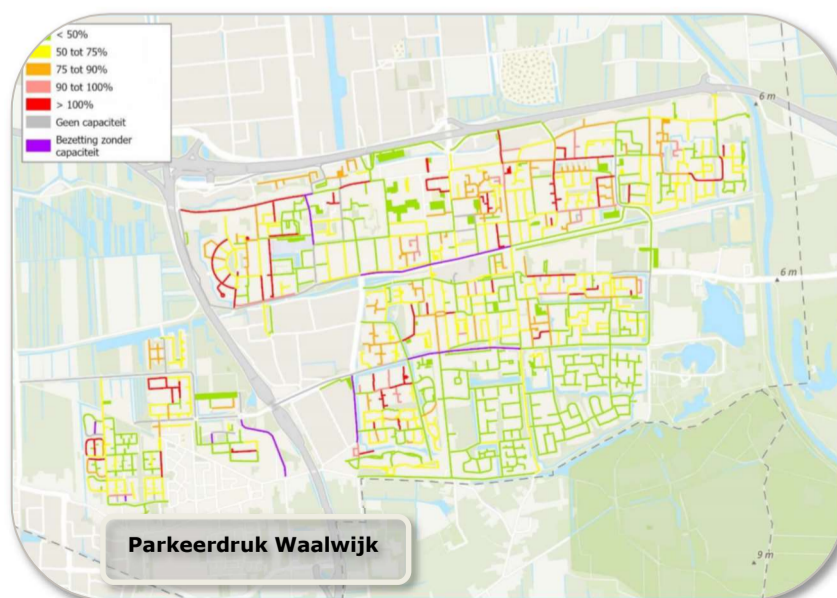 < 50%
50 tot 75%
75 tot 90%
90 tot 100%
> 100%
Geen capaciteit
Bezetting zonder
capaciteit
6 m
6 m
9 m
Parkeerdruk Waalwijk